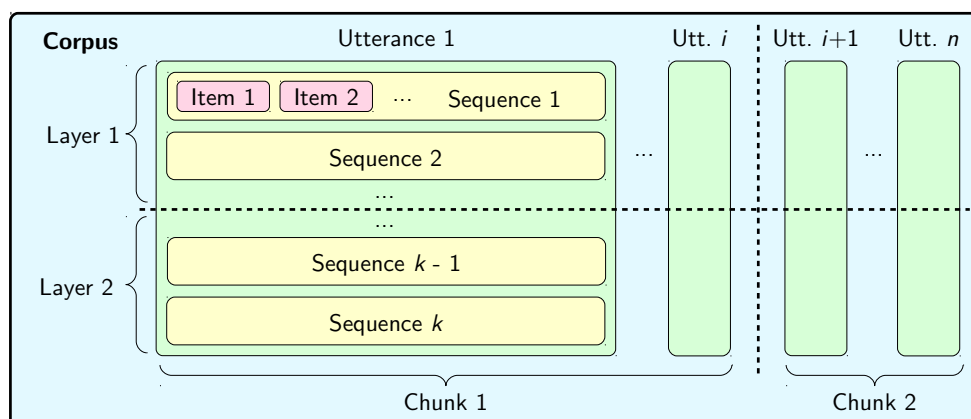 Corpus Utterance 1 Utt. i Utt. i+1 Utt. n
Item 1 Item 2 ... Sequence 1
Layer 1
Sequence 2 ... ...
...
...
Sequence k - 1
Layer 2
Sequence k
Chunk 1 Chunk 2